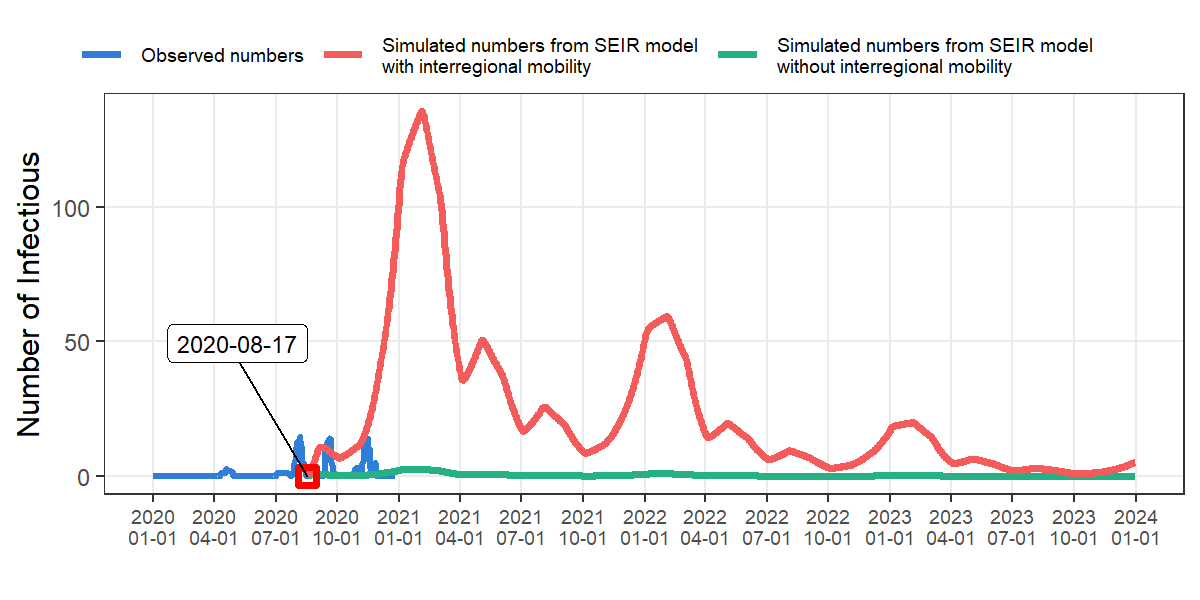 Observed numbers
Simulated numbers from SEIR model
with interregional mobility
Simulated numbers from SEIR model
without interregional mobility
Number of Infectious
100
50
0
2020-08-17
2020 2020 2020 2020 2021 2021 2021 2021 2022 2022 2022 2022 2023 2023 2023 2023 2024
01-01 04-01 07-01 10-01 01-01 04-01 07-01 10-01 01-01 04-01 07-01 10-01 01-01 04-01 07-01 10-01 01-01